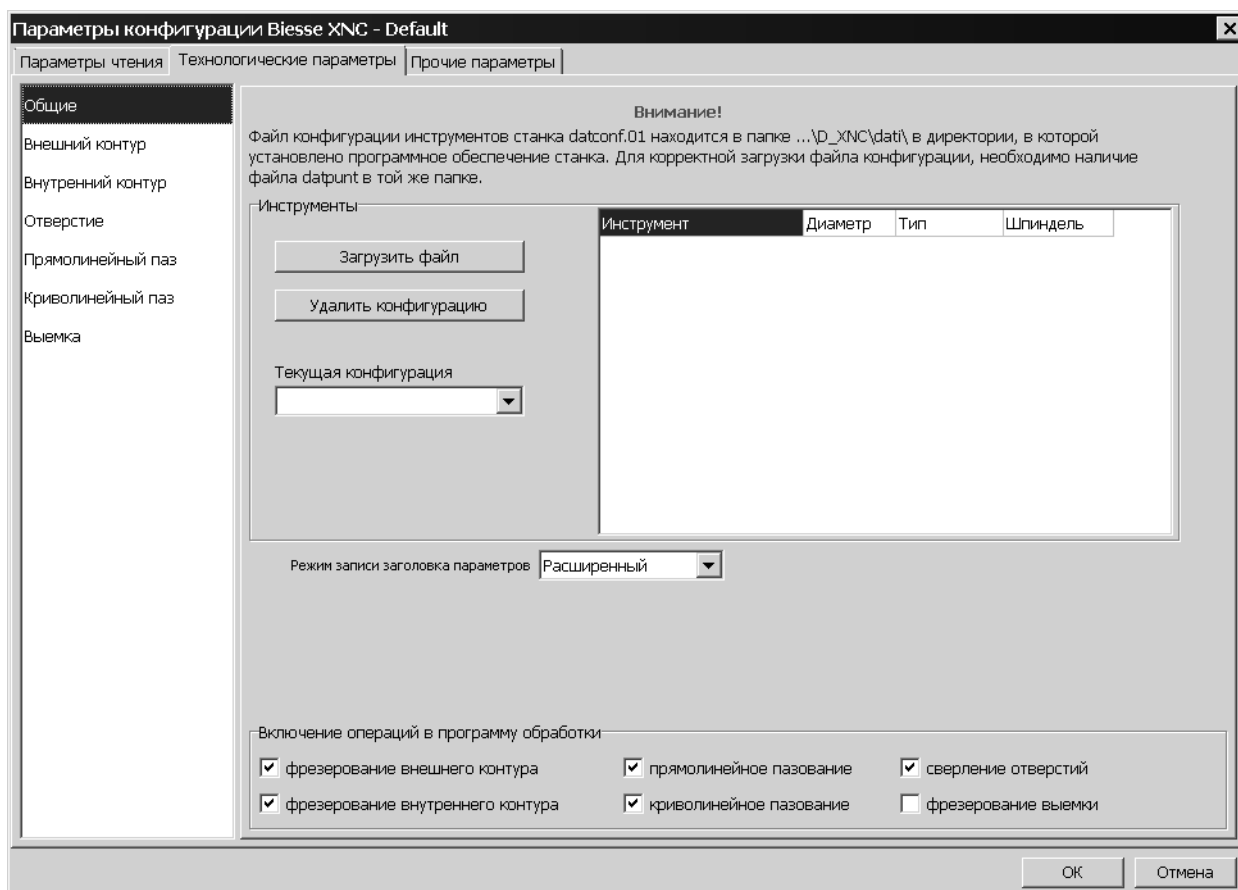 Параметры конфигурации Biesse XNC - Default
Параметры чтения Технологические параметры Прочие параметры
Общие
Внешний контур
Внутренний контур
Отверстие
Прямолинейный паз
Криволинейный паз
Выемка
Внимание!
Файл конфигурации инструментов станка datconf.01 находится в папке ...\D_XNC\dati\ в директории, в которой
установлено программное обеспечение станка. Для корректной загрузки файла конфигурации, необходимо наличие
файла datpunt в той же папке.
Инструменты
Загрузить файл
Удалить конфигурацию
Текущая конфигурация
Инструмент Диаметр Тип Шпиндель
Режим записи заголовка параметров Расширенный
Включение операций в программу обработки
фрезерование внешнего контура прямолинейное пазование сверление отверстий
фрезерование внутреннего контура криволинейное пазование фрезерование выемки
ОК Отмена